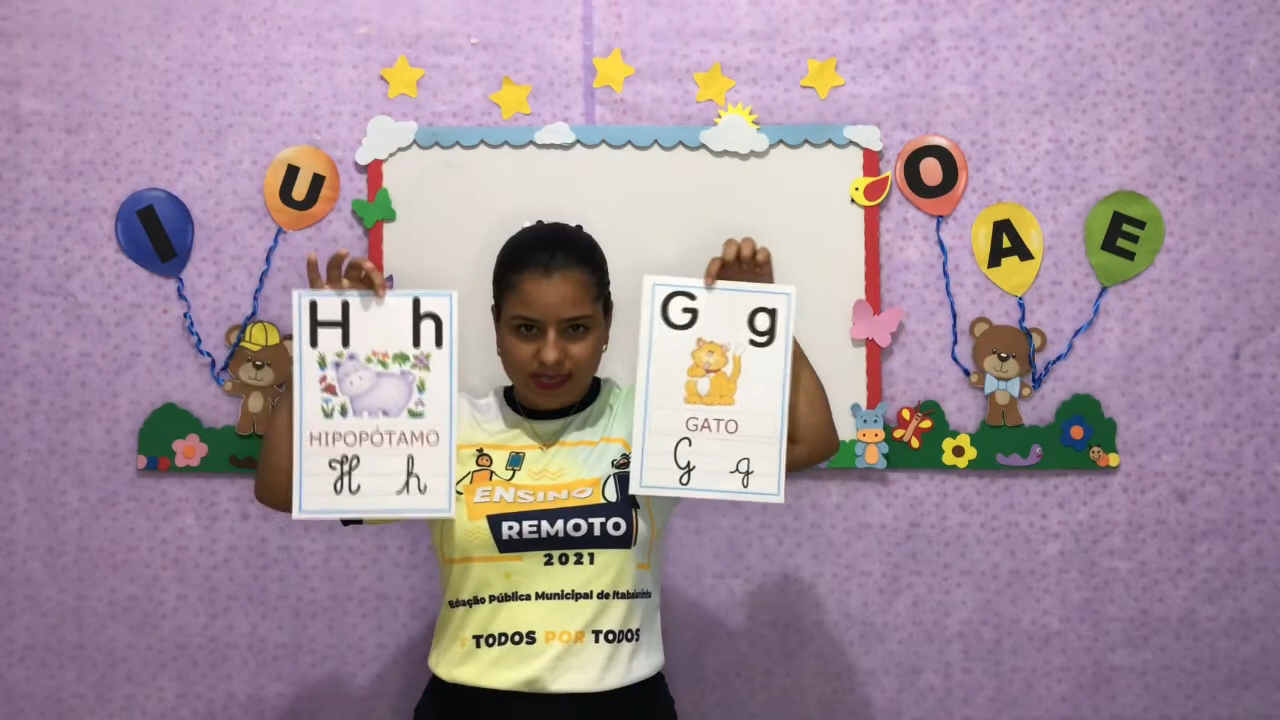 I
U
O
A
E
H h
HIPOPÓTAMO
H h
G g
GATO
G g
ENSINO
REMOTO
2021
Educação Pública Municipal de Itabaianinha
TODOS POR TODOS